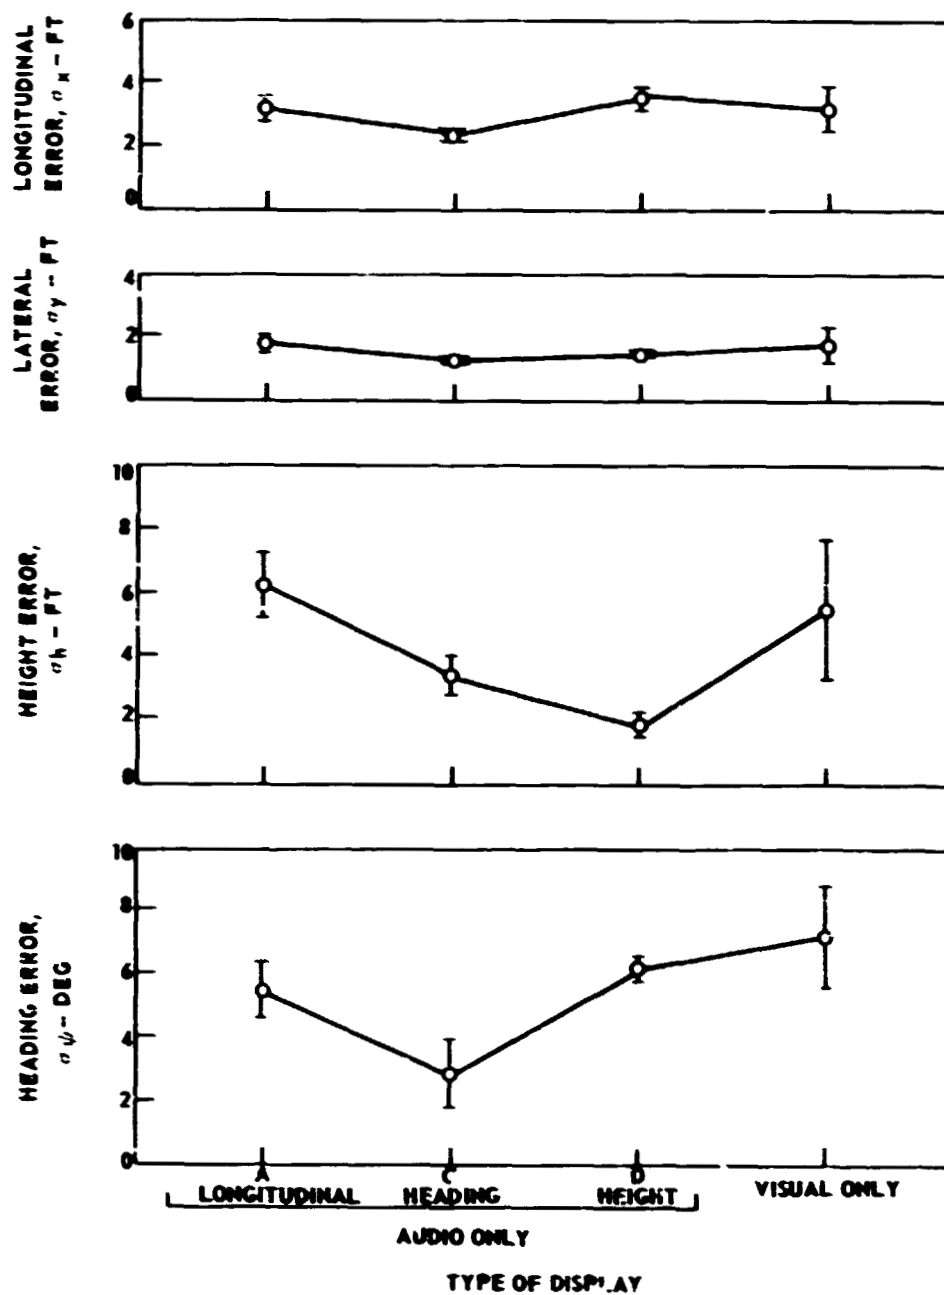 LONGITUDINAL
ERROR, σx – FT
6
4
2
0
LATERAL
ERROR, σy – FT
4
2
0
HEIGHT ERROR,
σh – FT
10
8
6
4
2
0
HEADING ERROR,
σψ – DEG
10
8
6
4
2
0
A C D
LONGITUDINAL HEADING HEIGHT VISUAL ONLY
AUDIO ONLY
TYPE OF DISPLAY